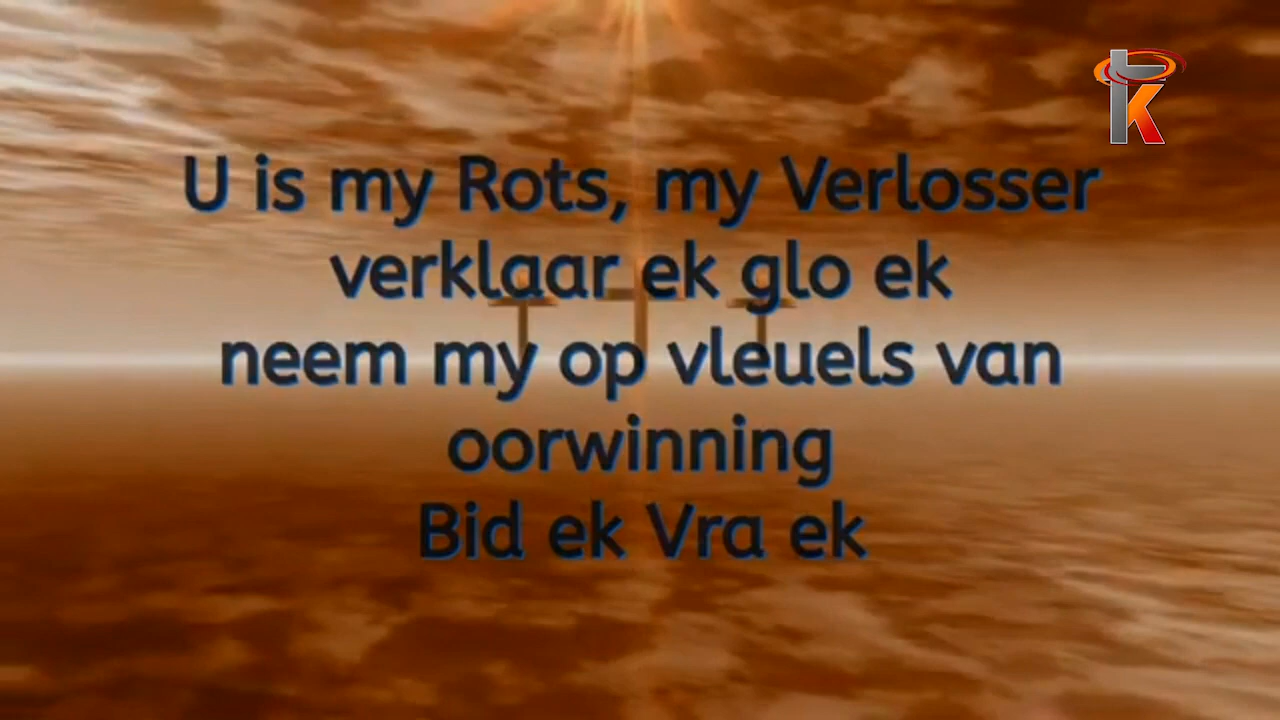 U is my Rots, my Verlosser
verklaar ek glo ek
neem my op vleuels van
oorwinning
Bid ek Vra ek